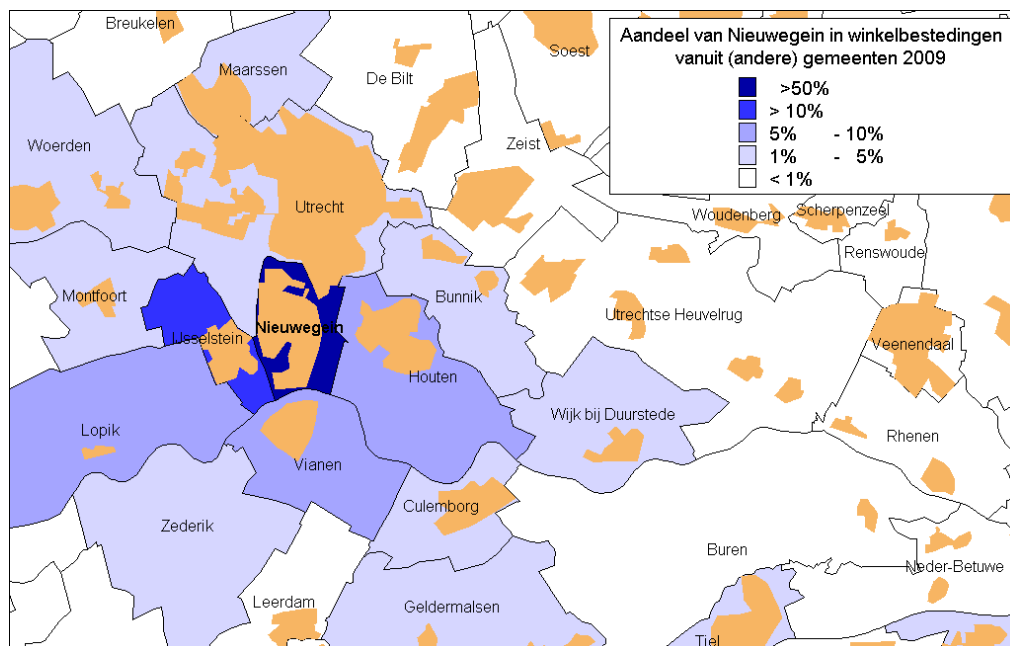 Aandeel van Nieuwegein in winkelbestedingen
vanuit (andere) gemeenten 2009
>50%
> 10%
5% - 10%
1% - 5%
< 1%
Breukelen
Maarssen
De Bilt
Soest
Woerden
Zeist
Utrecht
Woudenberg
Scherpenzeel
Renswoude
Montfoort
Bunnik
IJsselstein
Nieuwegein
Utrechtse Heuvelrug
Veenendaal
Houten
Lopik
Wijk bij Duurstede
Rhenen
Vianen
Culemborg
Zederik
Buren
Neder-Betuwe
Leerdam
Geldermalsen
Tiel